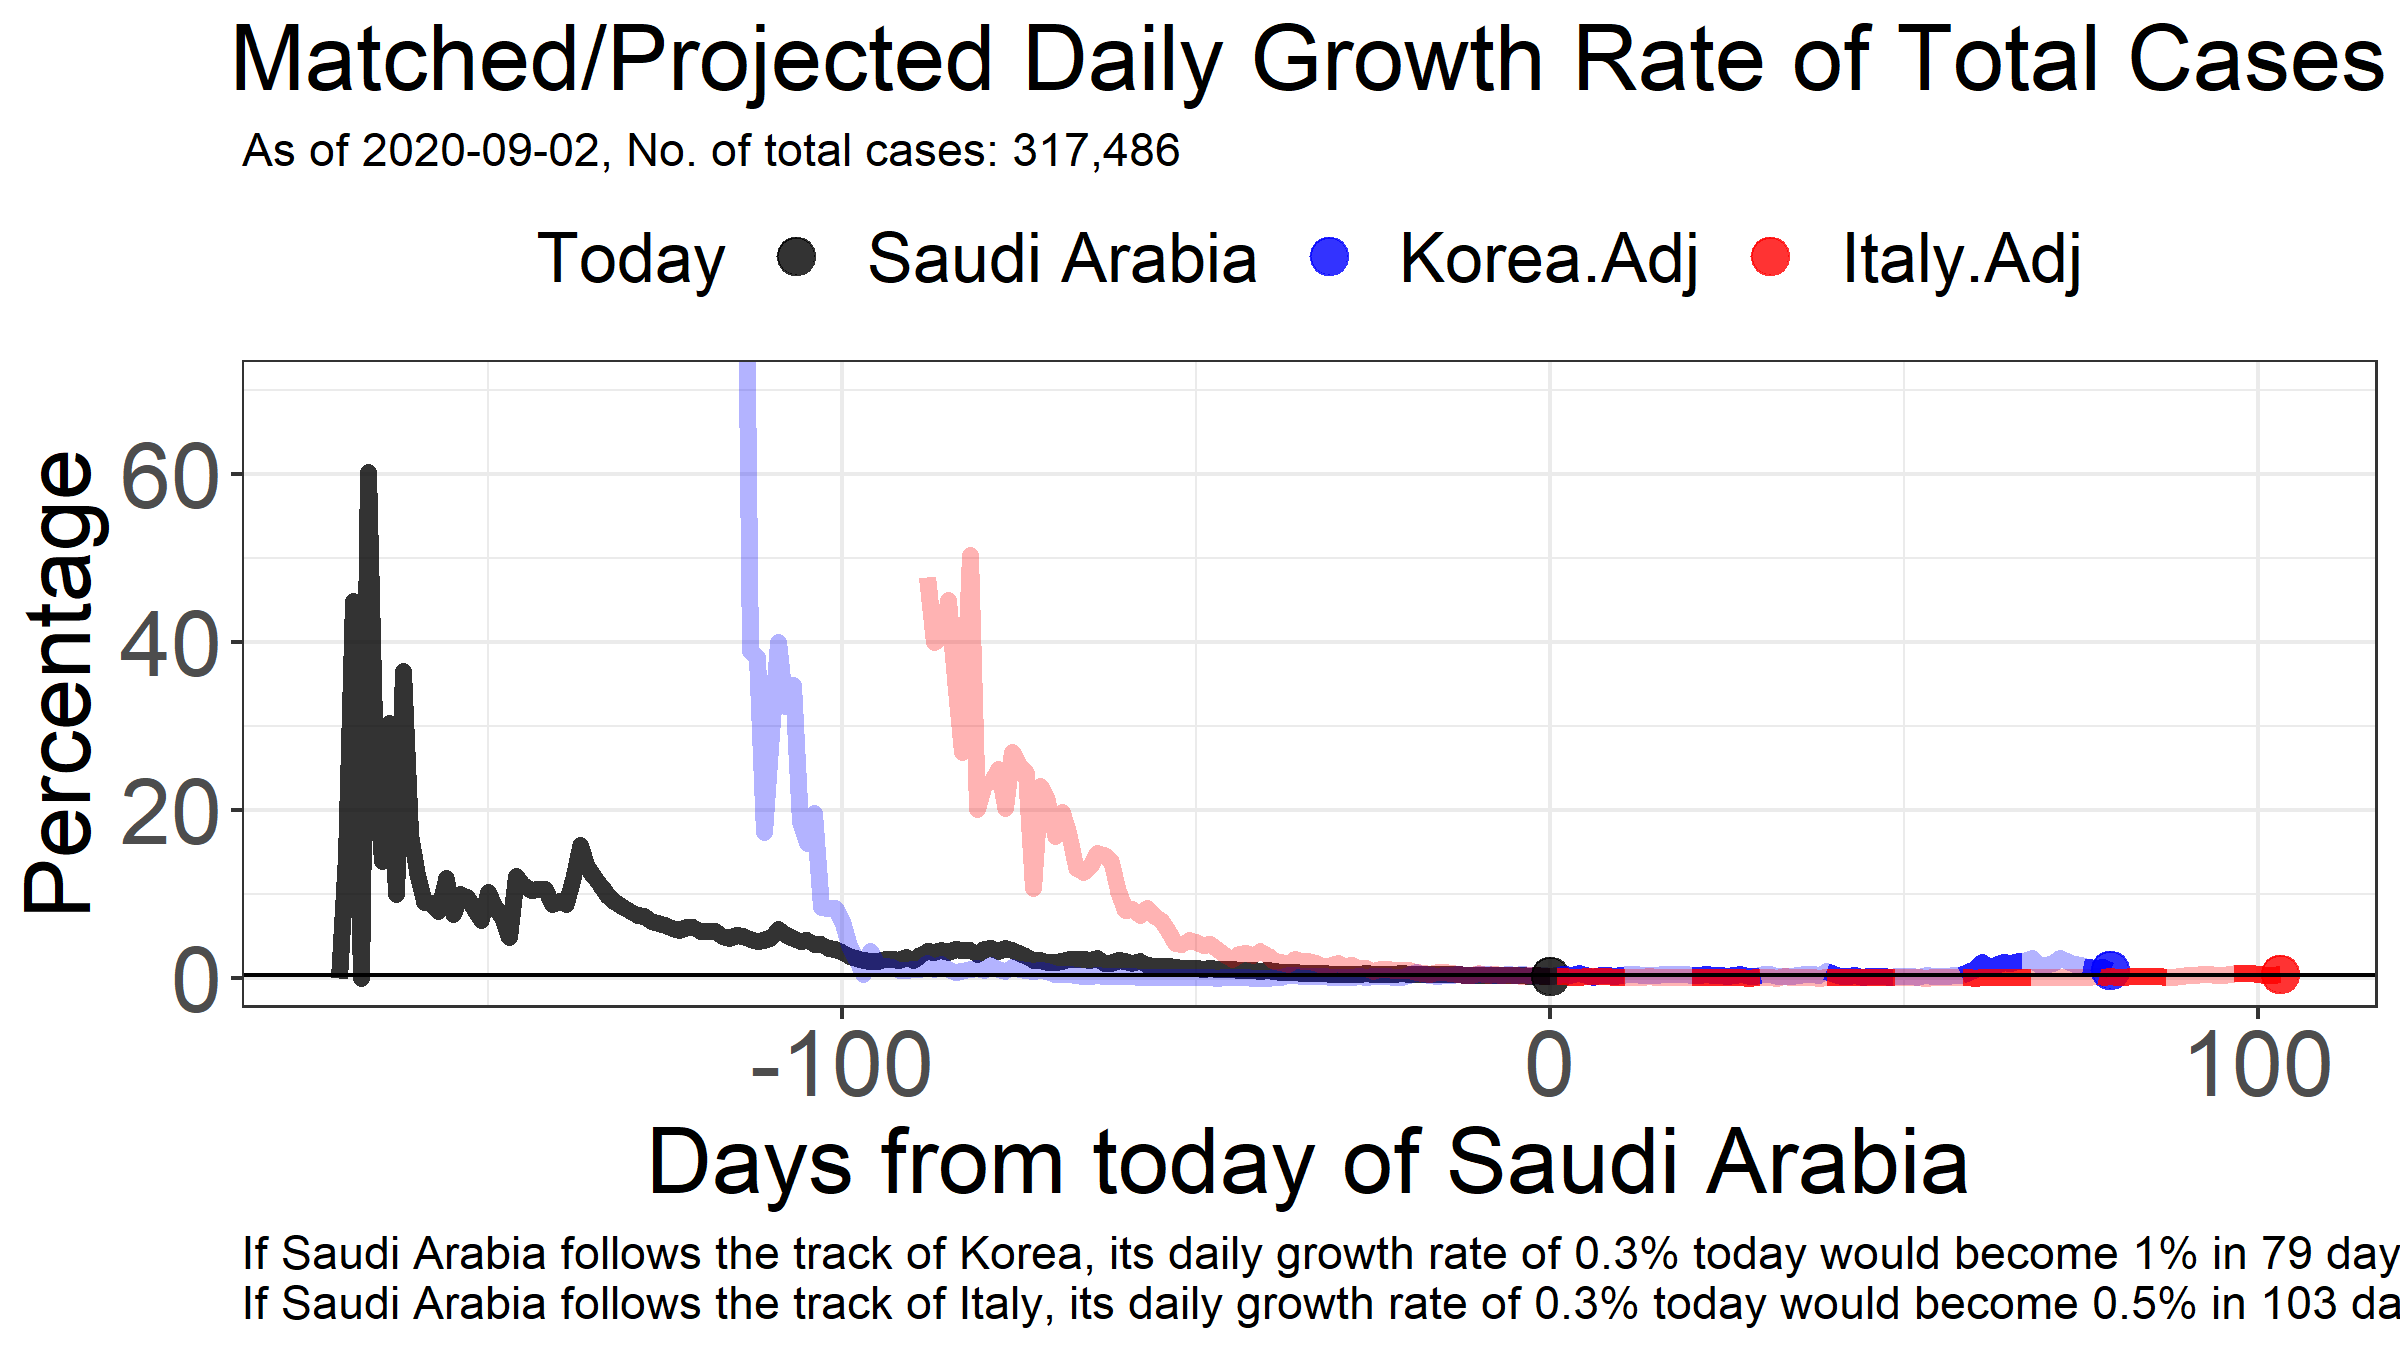 Matched/Projected Daily Growth Rate of Total Cases
As of 2020-09-02, No. of total cases: 317,486
Today Saudi Arabia Korea.Adj Italy.Adj
Percentage
60
40
20
0
-100 0 100
Days from today of Saudi Arabia
If Saudi Arabia follows the track of Korea, its daily growth rate of 0.3% today would become 1% in 79 day
If Saudi Arabia follows the track of Italy, its daily growth rate of 0.3% today would become 0.5% in 103 da